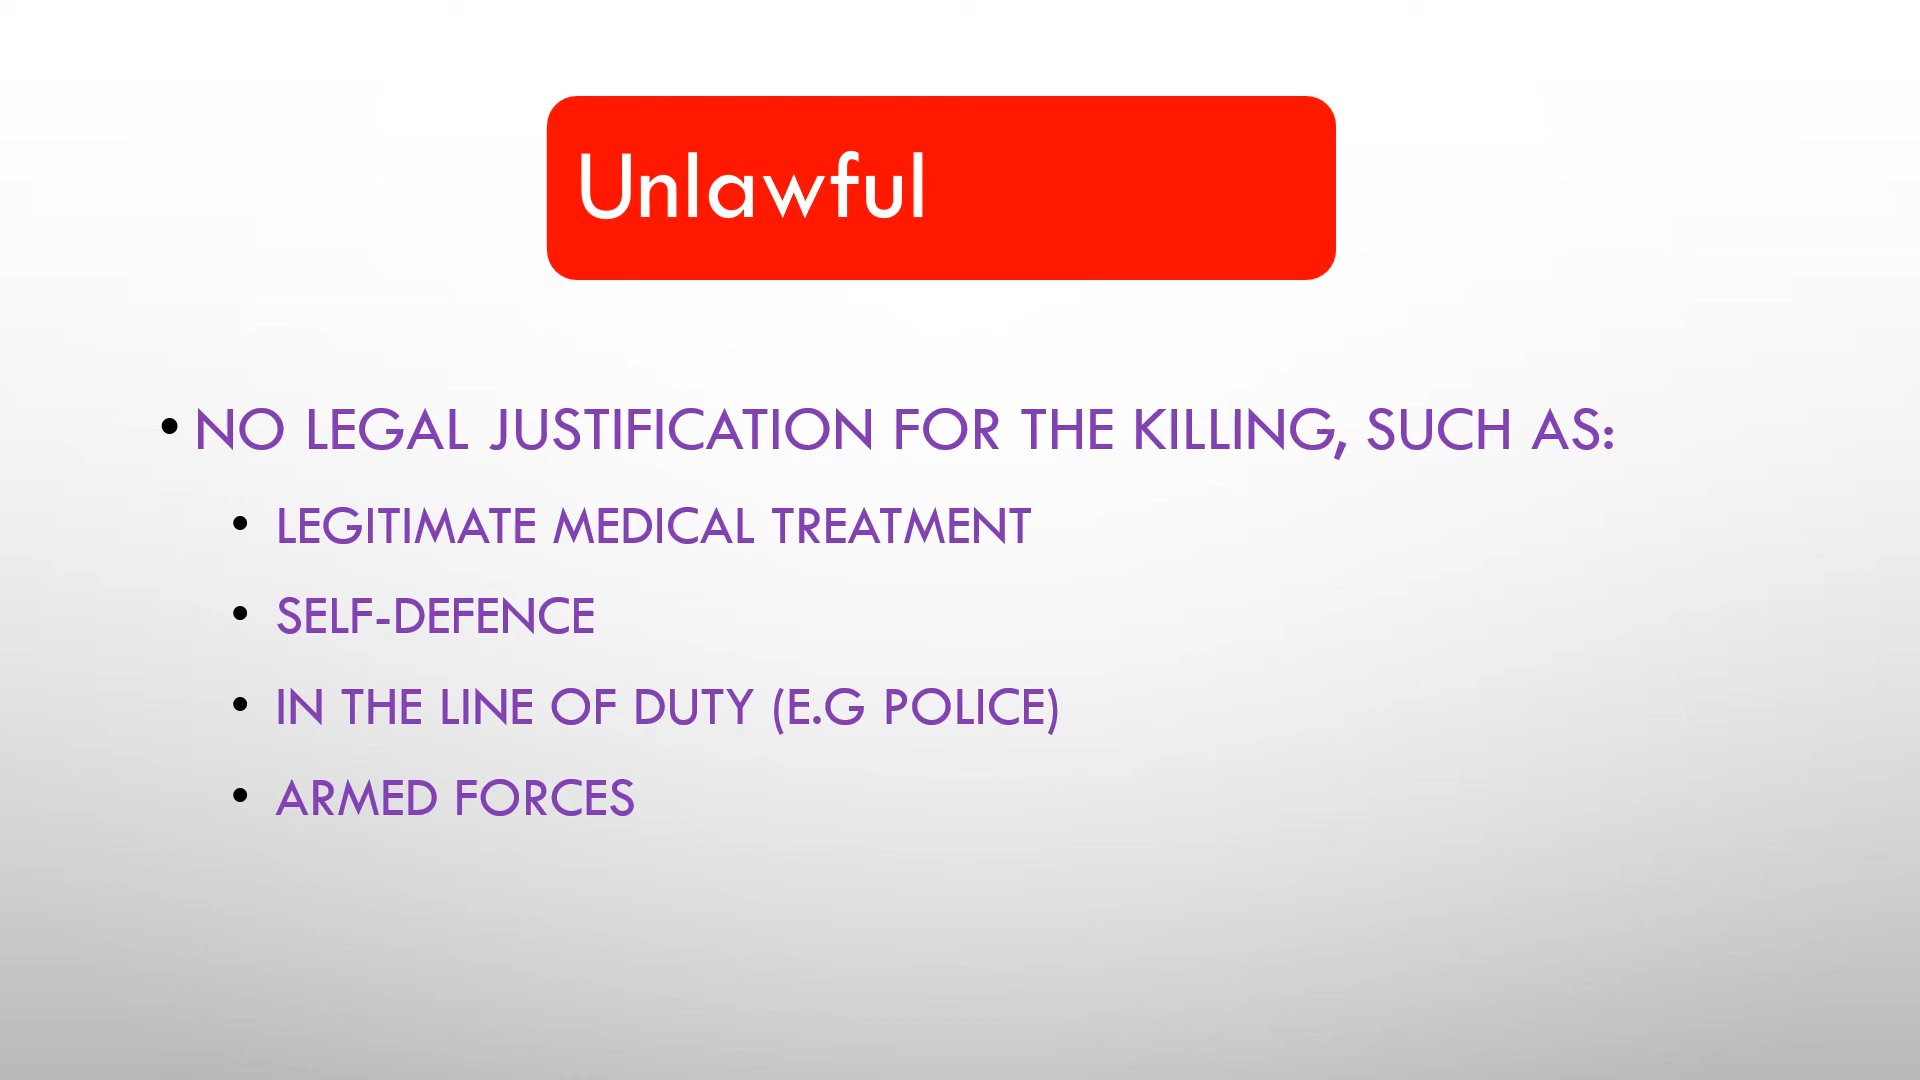 Unlawful
• NO LEGAL JUSTIFICATION FOR THE KILLING, SUCH AS:
• LEGITIMATE MEDICAL TREATMENT
• SELF-DEFENCE
• IN THE LINE OF DUTY (E.G POLICE)
• ARMED FORCES